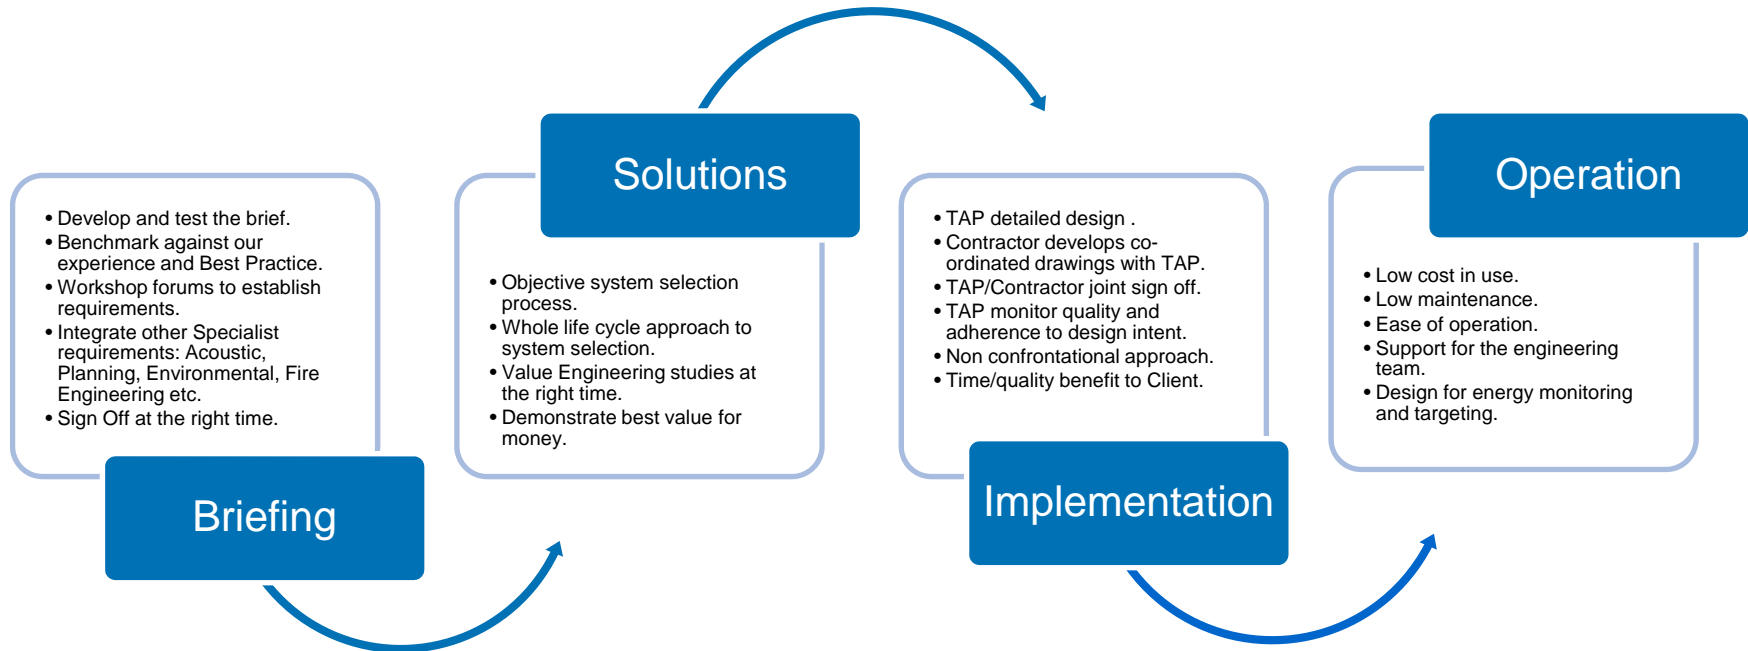 • Develop and test the brief.
• Benchmark against our
experience and Best Practice.
• Workshop forums to establish
requirements.
• Integrate other Specialist
requirements: Acoustic,
Planning, Environmental, Fire
Engineering etc.
• Sign Off at the right time.
Briefing
Solutions
• Objective system selection
process.
• Whole life cycle approach to
system selection.
• Value Engineering studies at
the right time.
• Demonstrate best value for
money.
• TAP detailed design .
• Contractor develops co-
ordinated drawings with TAP.
• TAP/Contractor joint sign off.
• TAP monitor quality and
adherence to design intent.
• Non confrontational approach.
• Time/quality benefit to Client.
Implementation
Operation
• Low cost in use.
• Low maintenance.
• Ease of operation.
• Support for the engineering
team.
• Design for energy monitoring
and targeting.